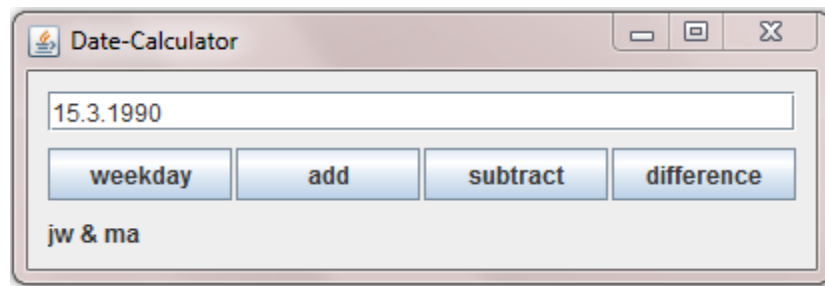 Date-Calculator
15.3.1990
weekday add subtract difference
jw & ma